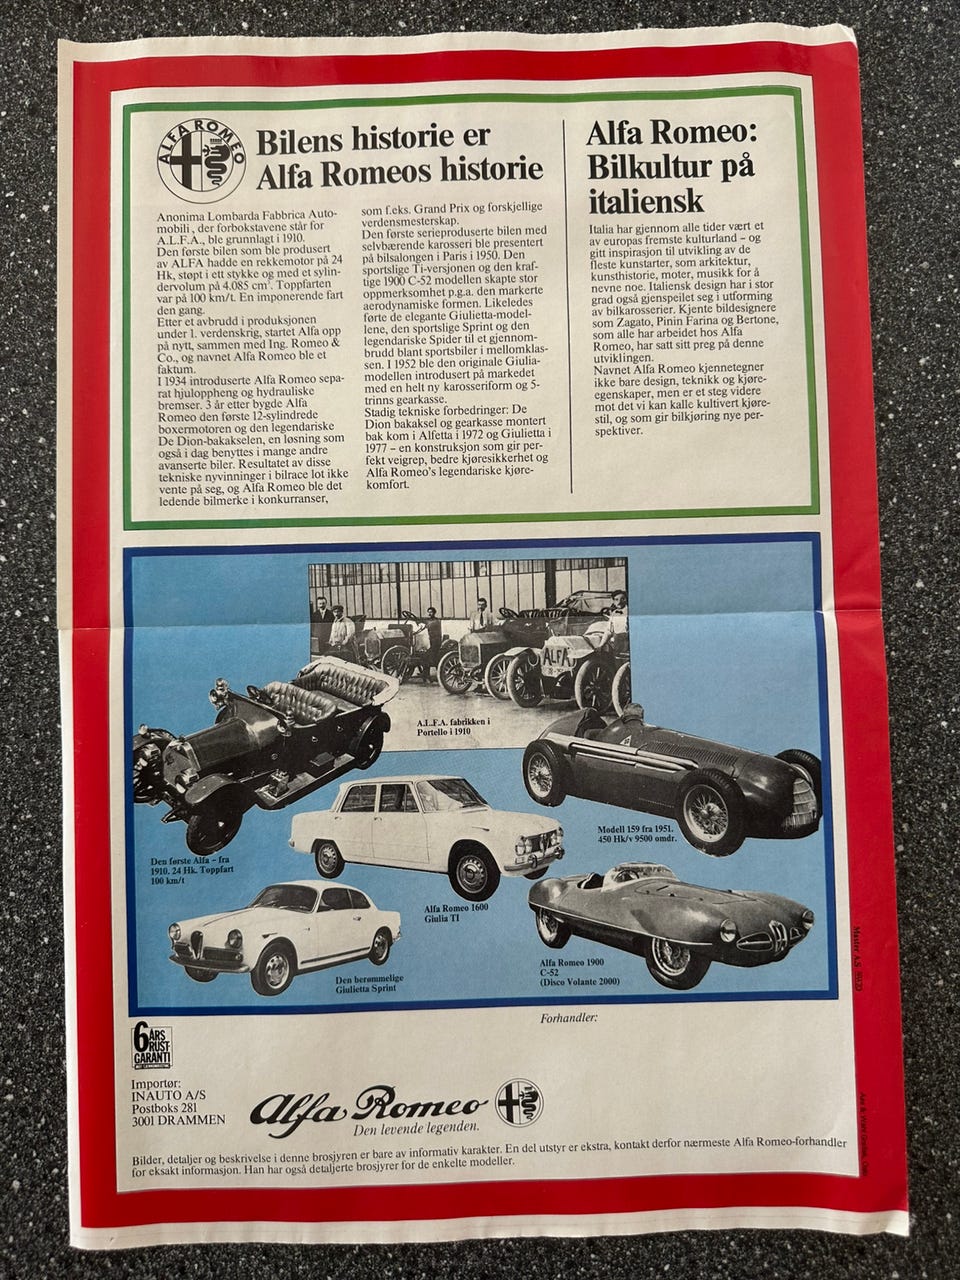 ALFA ROMEO
Bilens historie er
Alfa Romeos historie
Anonima Lombarda Fabbrica Auto-
mobili , der forbokstavene står for
A.L.F.A., ble grunnlagt i 1910.
Den første bilen som ble produsert
av ALFA hadde en rekkemotor på 24
Hk, støpt i ett stykke og med et sylin-
dervolum på 4.085 cm³. Toppfarten
var på 100 km/t. En imponerende fart
den gang.
Etter et avbrudd i produksjonen
under 1. verdenskrig, startet Alfa opp
på nytt, sammen med Ing. Romeo &
Co., og navnet Alfa Romeo ble et
faktum.
I 1934 introduserte Alfa Romeo sepa-
rat hjuloppheng og hydrauliske
bremser. 3 år etter bygde Alfa
Romeo den første 12-sylindrede
boxermotoren og den legendariske
De Dion-bakakselen, en løsning som
også i dag benyttes i mange andre
avanserte biler. Resultatet av disse
tekniske nyvinninger i bilrace lot ikke
vente på seg, og Alfa Romeo ble det
ledende bilmerke i konkurranser,
som f.eks. Grand Prix og forskjellige
verdensmesterskap.
Den første serieproduserte bilen med
selvbærende karosseri ble presentert
på bilsalongen i Paris i 1950. Den
sportslige Ti-versjonen og den kraf-
tige 1900 C-52 modellen skapte stor
oppmerksomhet p.g.a. den markerte
aerodynamiske formen. Likeledes
førte de elegante Giulietta-model-
lene, den sportslige Sprint og den
legendariske Spider til et gjennom-
brudd blant sportsbiler i mellomklas-
sen. I 1952 ble den originale Giulia-
modellen introdusert på markedet
med en helt ny karosseriform og 5-
trinns gearkasse.
Stadig tekniske forbedringer: De
Dion bakaksel og gearkasse montert
bak kom i Alfetta i 1972 og Giulietta i
1977 – en konstruksjon som gir per-
fekt veigrep, bedre kjøresikkerhet og
Alfa Romeo's legendariske kjøre-
komfort.
Alfa Romeo:
Bilkultur på
italiensk
Italia har gjennom alle tider vært et
av europas fremste kulturland – og
gitt inspirasjon til utvikling av de
fleste kunstarter, som arkitektur,
kunsthistorie, moter, musikk for å
nevne noe. Italiensk design har i stor
grad også gjenspeilet seg i utforming
av bilkarosserier. Kjente bildesignere
som Zagato, Pinin Farina og Bertone,
som alle har arbeidet hos Alfa
Romeo, har satt sitt preg på denne
utviklingen.
Navnet Alfa Romeo kjennetegner
ikke bare design, teknikk og kjøre-
egenskaper, men er et steg videre
mot det vi kan kalle kultivert kjøre-
stil, og som gir bilkjøring nye per-
spektiver.
ALFA
A.L.F.A. fabrikken i
Portello i 1910
Modell 159 fra 1951.
450 Hk/v 9500 omdr.
Den første Alfa – fra
1910. 24 Hk. Toppfart
100 km/t
Alfa Romeo 1600
Giulia TI
Den berømmelige
Giulietta Sprint
Alfa Romeo 1900
C-52
(Disco Volante 2000)
Master A.S
Forhandler:
6 ÅRS
RUST-
GARANTI
Importør:
INAUTO A/S
Postboks 281
3001 DRAMMEN
Alfa Romeo
Den levende legenden.
Bilder, detaljer og beskrivelse i denne brosjyren er bare av informativ karakter. En del utstyr er ekstra, kontakt derfor nærmeste Alfa Romeo-forhandler
for eksakt informasjon. Han har også detaljerte brosjyrer for de enkelte modeller.